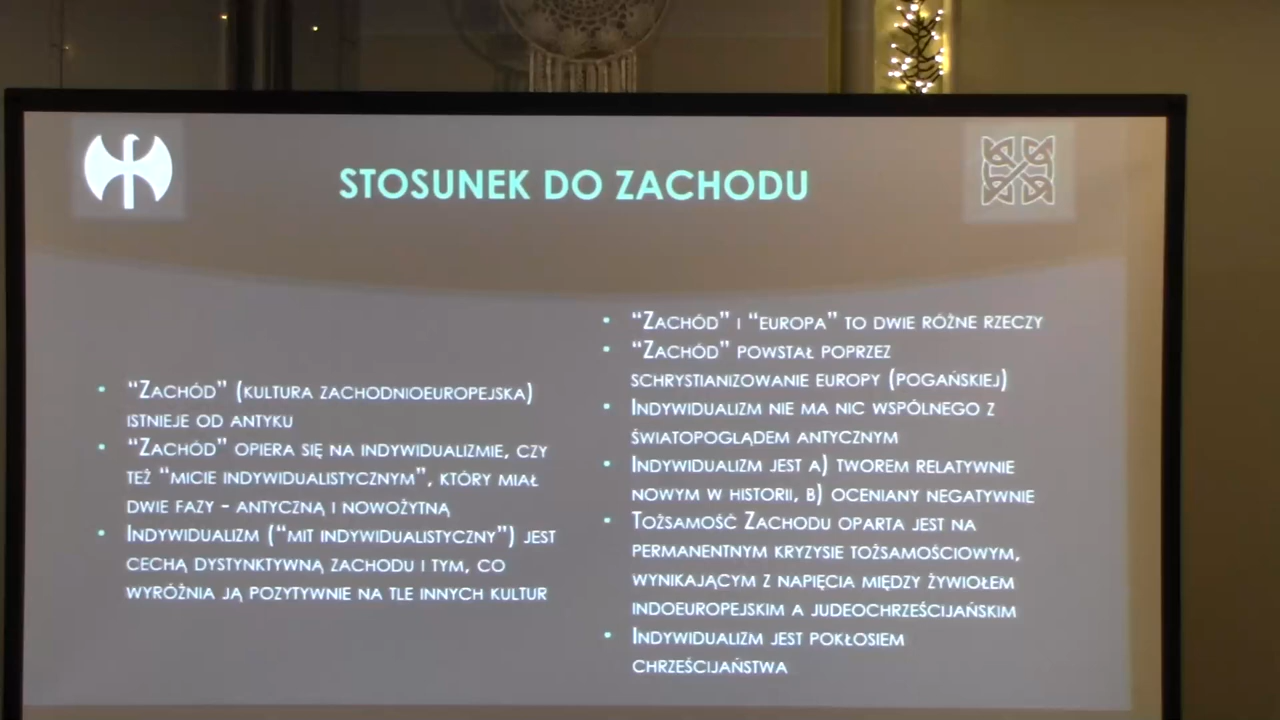 STOSUNEK DO ZACHODU
• “ZACHÓD” (KULTURA ZACHODNIOEUROPEJSKA)
ISTNIEJE OD ANTYKU
• “ZACHÓD” OPIERA SIĘ NA INDYWIDUALIZMIE, CZY
TEŻ “MICIE INDYWIDUALISTYCZNYM”, KTÓRY MIAŁ
DWIE FAZY - ANTYCZNĄ I NOWOŻYTNĄ
• INDYWIDUALIZM (“MIT INDYWIDUALISTYCZNY”) JEST
CECHĄ DYSTYNKTYWNĄ ZACHODU I TYM, CO
WYRÓŻNIA JĄ POZYTYWNIE NA TLE INNYCH KULTUR
• “ZACHÓD” I “EUROPA” TO DWIE RÓŻNE RZECZY
• “ZACHÓD” POWSTAŁ POPRZEZ
SCHRYSTIANIZOWANIE EUROPY (POGAŃSKIEJ)
• INDYWIDUALIZM NIE MA NIC WSPÓLNEGO Z
ŚWIATOPOGLĄDEM ANTYCZNYM
• INDYWIDUALIZM JEST A) TWOREM RELATYWNIE
NOWYM W HISTORII, B) OCENIANY NEGATYWNIE
• TOŻSAMOŚĆ ZACHODU OPARTA JEST NA
PERMANENTNYM KRYZYSIE TOŻSAMOŚCIOWYM,
WYNIKAJĄCYM Z NAPIĘCIA MIĘDZY ŻYWIOŁEM
INDOEUROPEJSKIM A JUDEOCHRZEŚCIJAŃSKIM
• INDYWIDUALIZM JEST POKŁOSIEM
CHRZEŚCIJAŃSTWA